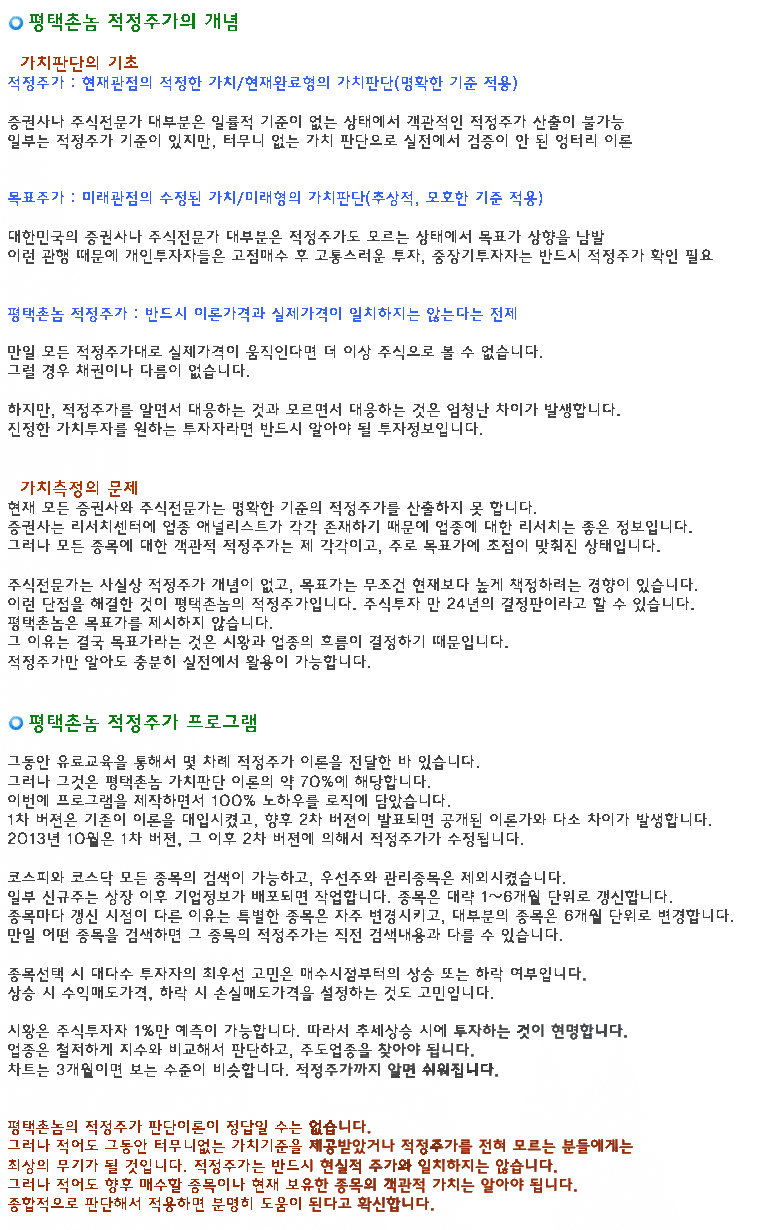 평택촌놈 적정주가의 개념
가치판단의 기초
적정주가 : 현재관점의 적정한 가치/현재완료형의 가치판단(명확한 기준 적용)
증권사나 주식전문가 대부분은 일률적 기준이 없는 상태에서 객관적인 적정주가 산출이 불가능
일부는 적정주가 기준이 있지만, 터무니 없는 가치 판단으로 실전에서 검증이 안 된 엉터리 이론
목표주가 : 미래관점의 수정된 가치/미래형의 가치판단(추상적, 모호한 기준 적용)
대한민국의 증권사나 주식전문가 대부분은 적정주가도 모르는 상태에서 목표가 상향을 남발
이런 관행 때문에 개인투자자들은 고점매수 후 고통스러운 투자, 중장기투자자는 반드시 적정주가 확인 필요
평택촌놈 적정주가 : 반드시 이론가격과 실제가격이 일치하지는 않는다는 전제
만일 모든 적정주가대로 실제가격이 움직인다면 더 이상 주식으로 볼 수 없습니다.
그럴 경우 채권이나 다름이 없습니다.
하지만, 적정주가를 알면서 대응하는 것과 모르면서 대응하는 것은 엄청난 차이가 발생합니다.
진정한 가치투자를 원하는 투자자라면 반드시 알아야 될 투자정보입니다.
가치측정의 문제
현재 모든 증권사와 주식전문가는 명확한 기준의 적정주가를 산출하지 못 합니다.
증권사는 리서치센터에 업종 애널리스트가 각각 존재하기 때문에 업종에 대한 리서치는 좋은 정보입니다.
그러나 모든 종목에 대한 객관적 적정주가는 제 각각이고, 주로 목표가에 초점이 맞춰진 상태입니다.
주식전문가는 사실상 적정주가 개념이 없고, 목표가는 무조건 현재보다 높게 책정하려는 경향이 있습니다.
이런 단점을 해결한 것이 평택촌놈의 적정주가입니다. 주식투자 만 24년의 결정판이라고 할 수 있습니다.
평택촌놈은 목표가를 제시하지 않습니다.
그 이유는 결국 목표가라는 것은 시황과 업종의 흐름이 결정하기 때문입니다.
적정주가만 알아도 충분히 실전에서 활용이 가능합니다.
평택촌놈 적정주가 프로그램
그동안 유료교육을 통해서 몇 차례 적정주가 이론을 전달한 바 있습니다.
그러나 그것은 평택촌놈 가치판단 이론의 약 70%에 해당합니다.
이번에 프로그램을 제작하면서 100% 노하우를 로직에 담았습니다.
1차 버전은 기존이 이론을 대입시켰고, 향후 2차 버전이 발표되면 공개된 이론가와 다소 차이가 발생합니다.
2013년 10월은 1차 버전, 그 이후 2차 버전에 의해서 적정주가가 수정됩니다.
코스피와 코스닥 모든 종목의 검색이 가능하고, 우선주와 관리종목은 제외시켰습니다.
일부 신규주는 상장 이후 기업정보가 배포되면 작업합니다. 종목은 대략 1~6개월 단위로 갱신합니다.
종목마다 갱신 시점이 다른 이유는 특별한 종목은 자주 변경시키고, 대부분의 종목은 6개월 단위로 변경합니다.
만일 어떤 종목을 검색하면 그 종목의 적정주가는 직전 검색내용과 다를 수 있습니다.
종목선택 시 대다수 투자자의 최우선 고민은 매수시점부터의 상승 또는 하락 여부입니다.
상승 시 수익매도가격, 하락 시 손실매도가격을 설정하는 것도 고민입니다.
시황은 주식투자자 1%만 예측이 가능합니다. 따라서 추세상승 시에 투자하는 것이 현명합니다.
업종은 철저하게 지수와 비교해서 판단하고, 주도업종을 찾아야 됩니다.
차트는 3개월이면 보는 수준이 비슷합니다. 적정주가까지 알면 쉬워집니다.
평택촌놈의 적정주가 판단이론이 정답일 수는 없습니다.
그러나 적어도 그동안 터무니없는 가치기준을 제공받았거나 적정주가를 전혀 모르는 분들에게는
최상의 무기가 될 것입니다. 적정주가는 반드시 현실적 주가와 일치하지는 않습니다.
그러나 적어도 향후 매수할 종목이나 현재 보유한 종목의 객관적 가치는 알아야 됩니다.
종합적으로 판단해서 적용하면 분명히 도움이 된다고 확신합니다.